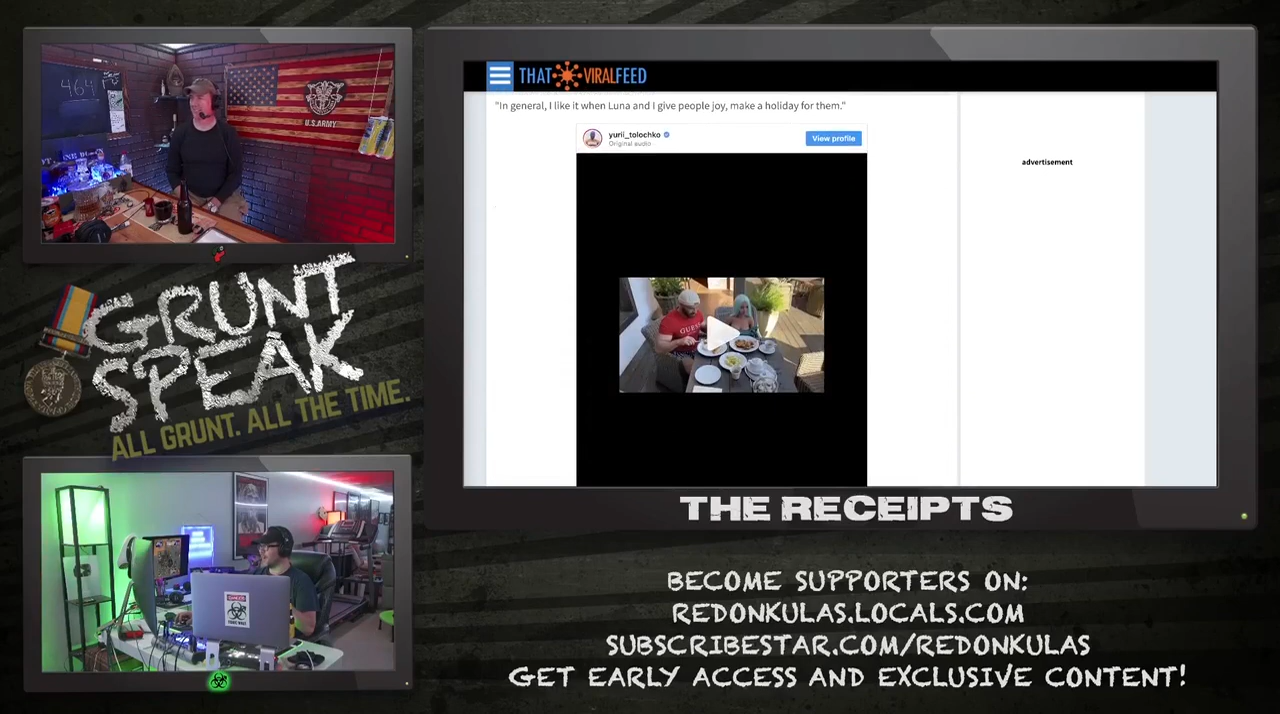 464
U.S. ARMY
GRUNT
SPEAK
ALL GRUNT. ALL THE TIME.
THAT VIRALFEED
"In general, I like it when Luna and I give people joy, make a holiday for them."
yurii_tolochko
Original audio
View profile
advertisement
GUESS
THE RECEIPTS
BECOME SUPPORTERS ON:
REDONKULAS.LOCALS.COM
SUBSCRIBESTAR.COM/REDONKULAS
GET EARLY ACCESS AND EXCLUSIVE CONTENT!